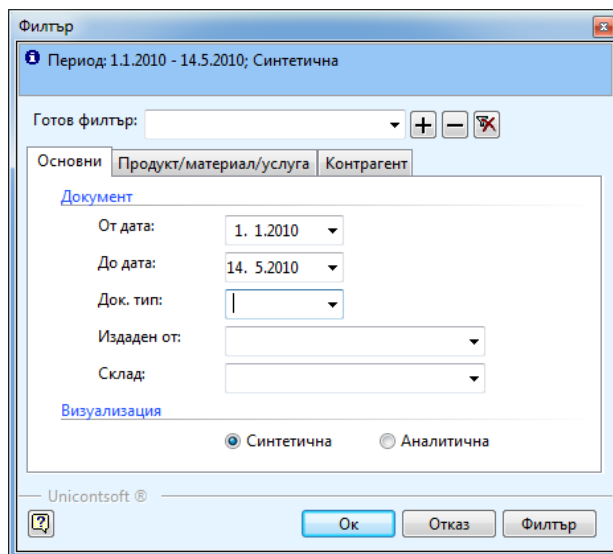 Филтър
Период: 1.1.2010 - 14.5.2010; Синтетична
Готов филтър:
Основни Продукт/материал/услуга Контрагент
Документ
От дата: 1. 1.2010
До дата: 14. 5.2010
Док. тип:
Издаден от:
Склад:
Визуализация
Синтетична Аналитична
Unicontsoft ®
Ок Отказ Филтър